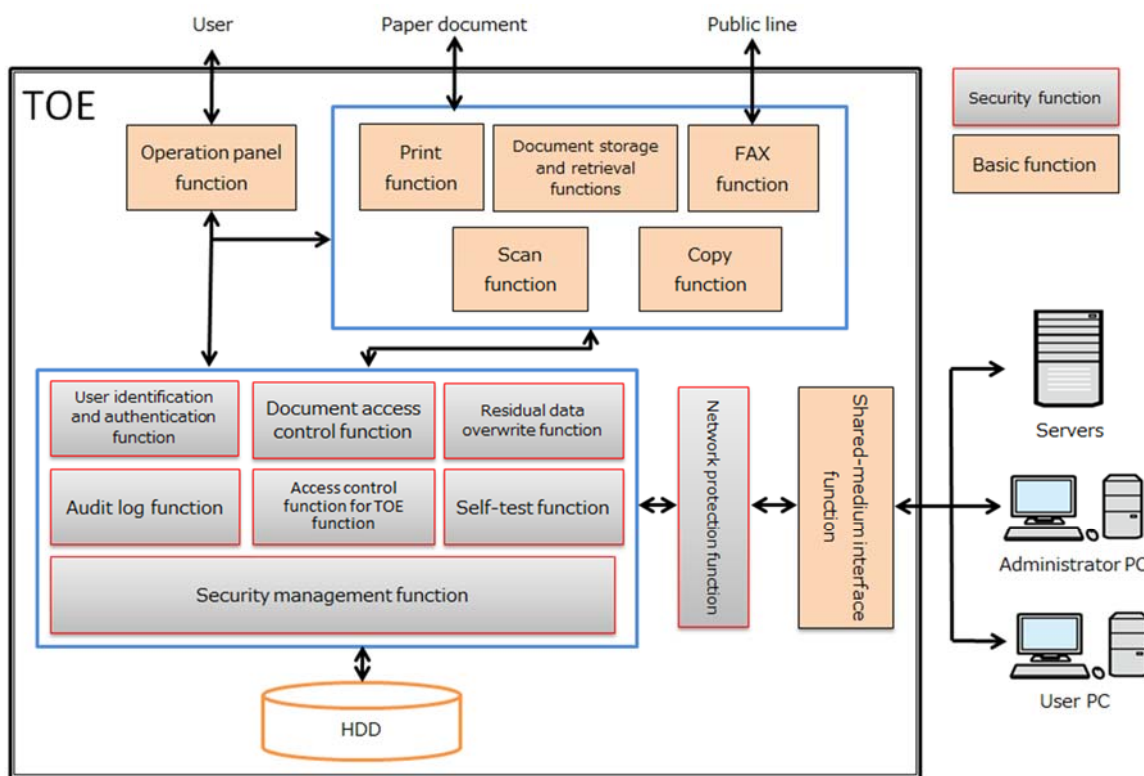 User
Paper document
Public line
TOE
Security function
Basic function
Operation panel
function
Print
function
Document storage
and retrieval
functions
FAX
function
Scan
function
Copy
function
User identification
and authentication
function
Document access
control function
Residual data
overwrite function
Audit log function
Access control
function for TOE
function
Self-test function
Security management function
Network protection function
Shared-medium interface
function
HDD
Servers
Administrator PC
User PC